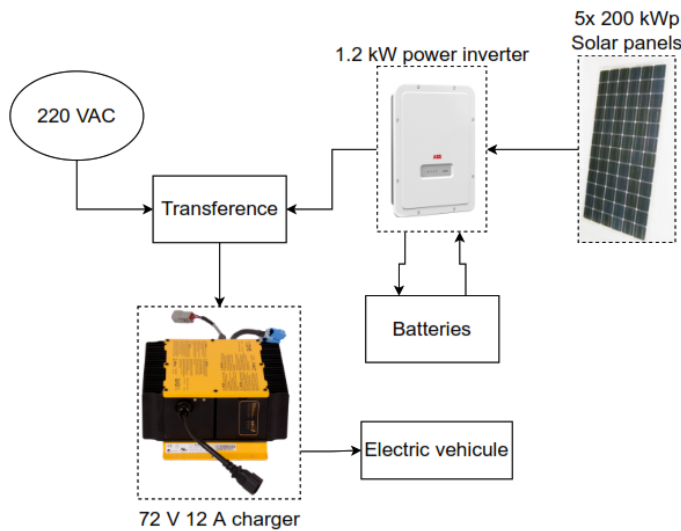 5x 200 kWp
Solar panels
1.2 kW power inverter
220 VAC
ABB
Transference
Batteries
Electric vehicule
72 V 12 A charger